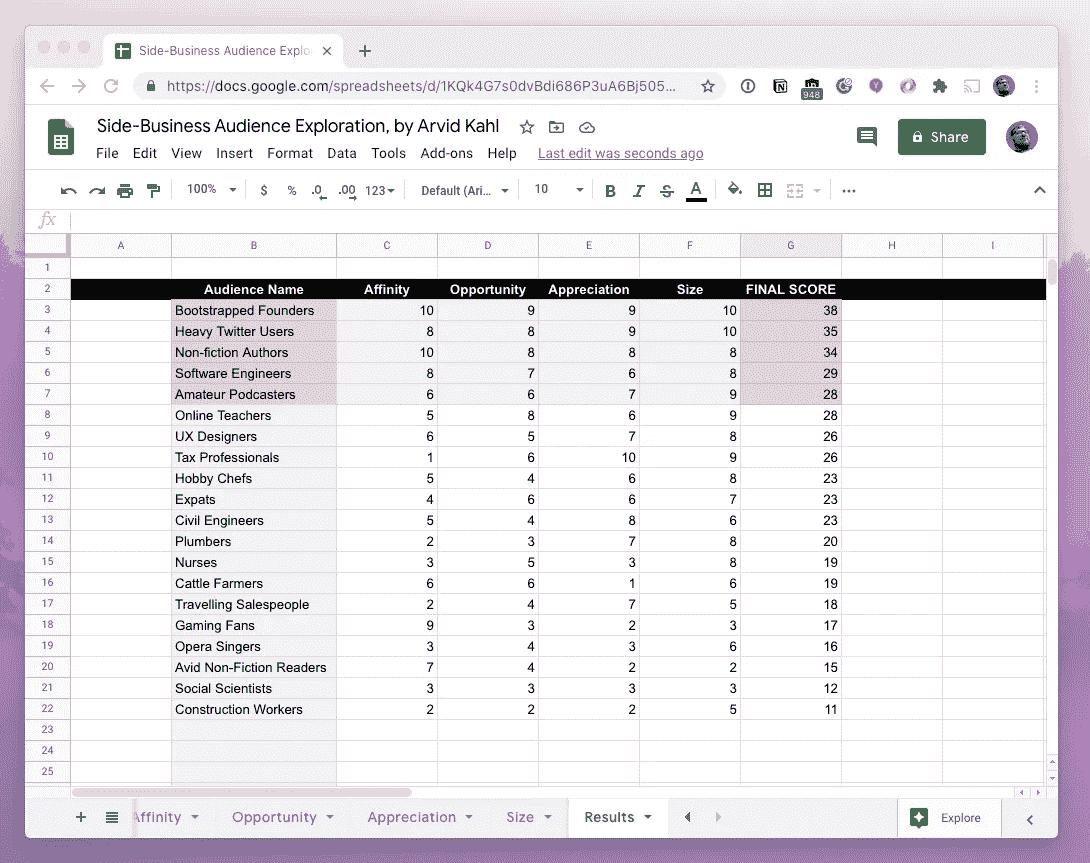 Side-Business Audience Explo
https://docs.google.com/spreadsheets/d/1KQk4G7s0dvBdi686P3uA6Bj505...
948
Side-Business Audience Exploration, by Arvid Kahl
File Edit View Insert Format Data Tools Add-ons Help Last edit was seconds ago
Share
100% $ % .0 .00 123 Default (Ari... 10 B I S A
fx
A B C D E F G H I
1
2 Audience Name Affinity Opportunity Appreciation Size FINAL SCORE
3 Bootstrapped Founders 10 9 9 10 38
4 Heavy Twitter Users 8 8 9 10 35
5 Non-fiction Authors 10 8 8 8 34
6 Software Engineers 8 7 6 8 29
7 Amateur Podcasters 6 6 7 9 28
8 Online Teachers 5 8 6 9 28
9 UX Designers 6 5 7 8 26
10 Tax Professionals 1 6 10 9 26
11 Hobby Chefs 5 4 6 8 23
12 Expats 4 6 6 7 23
13 Civil Engineers 5 4 8 6 23
14 Plumbers 2 3 7 8 20
15 Nurses 3 5 3 8 19
16 Cattle Farmers 6 6 1 6 19
17 Travelling Salespeople 2 4 7 5 18
18 Gaming Fans 9 3 2 3 17
19 Opera Singers 3 4 3 6 16
20 Avid Non-Fiction Readers 7 4 2 2 15
21 Social Scientists 3 3 3 3 12
22 Construction Workers 2 2 2 5 11
23
24
25
Affinity Opportunity Appreciation Size Results Explore